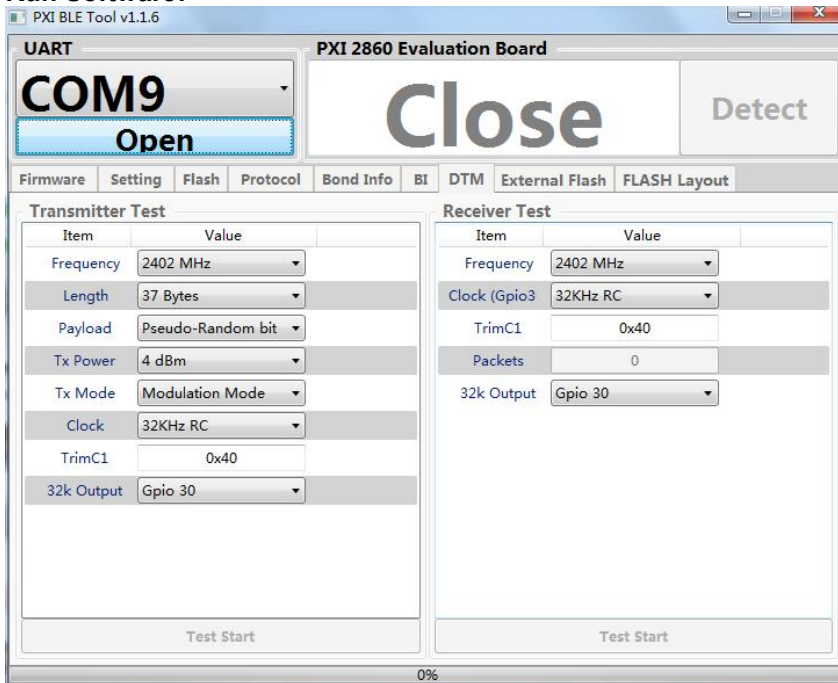 PXI BLE Tool v1.1.6
UART
COM9
Open
PXI 2860 Evaluation Board
Close
Detect
Firmware Setting Flash Protocol Bond Info BI DTM External Flash FLASH Layout
Transmitter Test
Item Value
Frequency 2402 MHz
Length 37 Bytes
Payload Pseudo-Random bit
Tx Power 4 dBm
Tx Mode Modulation Mode
Clock 32KHz RC
TrimC1 0x40
32k Output Gpio 30
Test Start
Receiver Test
Item Value
Frequency 2402 MHz
Clock (Gpio3 32KHz RC
TrimC1 0x40
Packets 0
32k Output Gpio 30
Test Start
0%